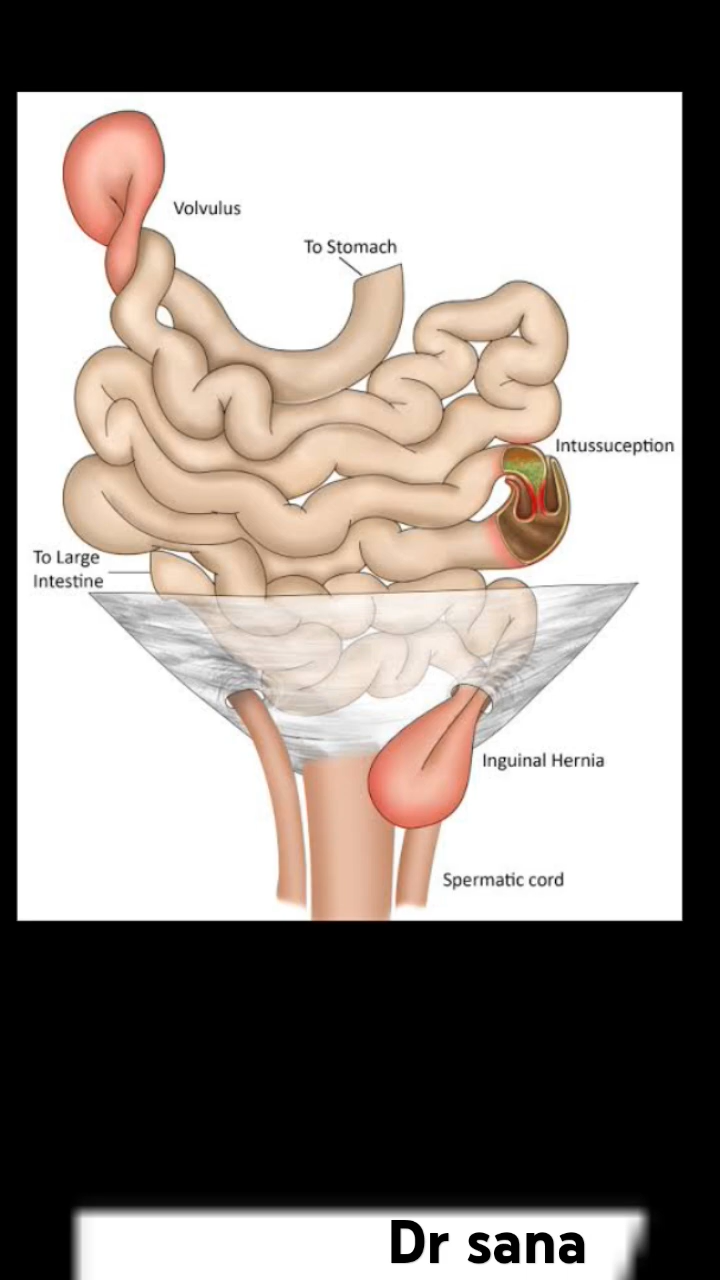 Volvulus
To Stomach
Intussuception
To Large
Intestine
Inguinal Hernia
Spermatic cord
Dr sana